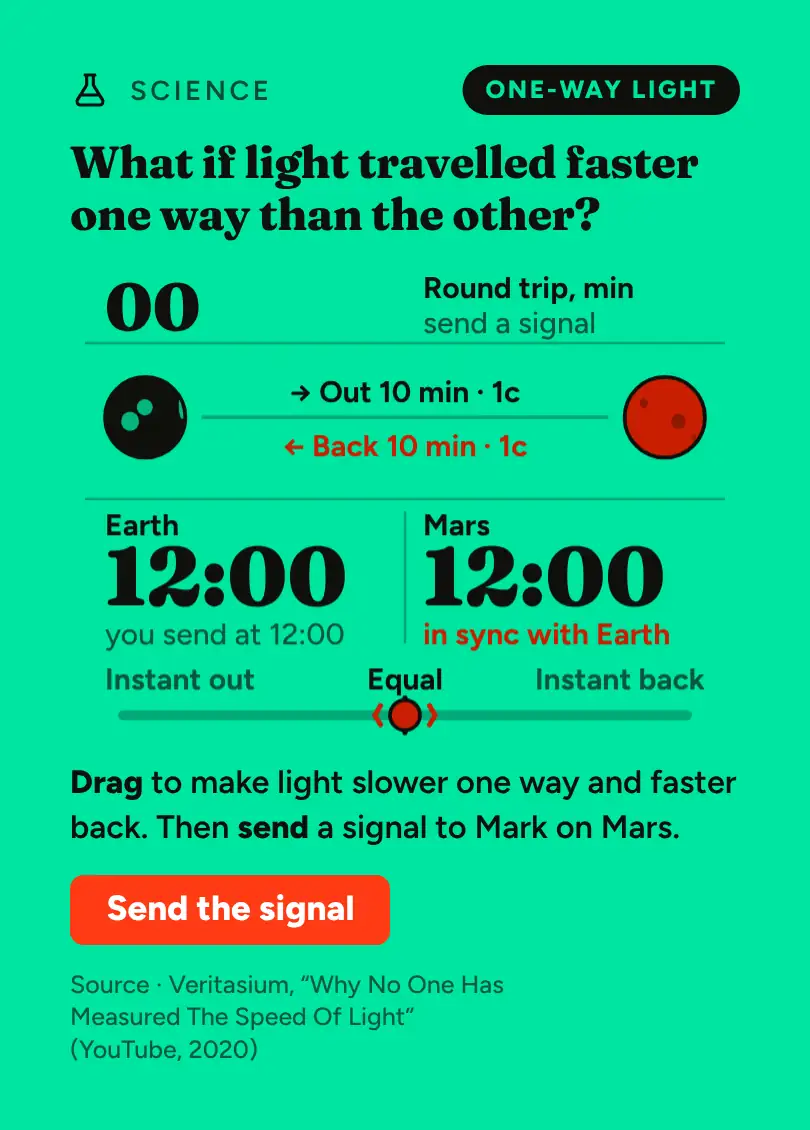 SCIENCE
ONE-WAY LIGHT
What if light travelled faster
one way than the other?
00
Round trip, min
send a signal
→ Out 10 min · 1c
← Back 10 min · 1c
Earth
12:00
you send at 12:00
Mars
12:00
in sync with Earth
Instant out
Equal
Instant back
Drag to make light slower one way and faster
back. Then send a signal to Mark on Mars.
Send the signal
Source · Veritasium, “Why No One Has
Measured The Speed Of Light”
(YouTube, 2020)